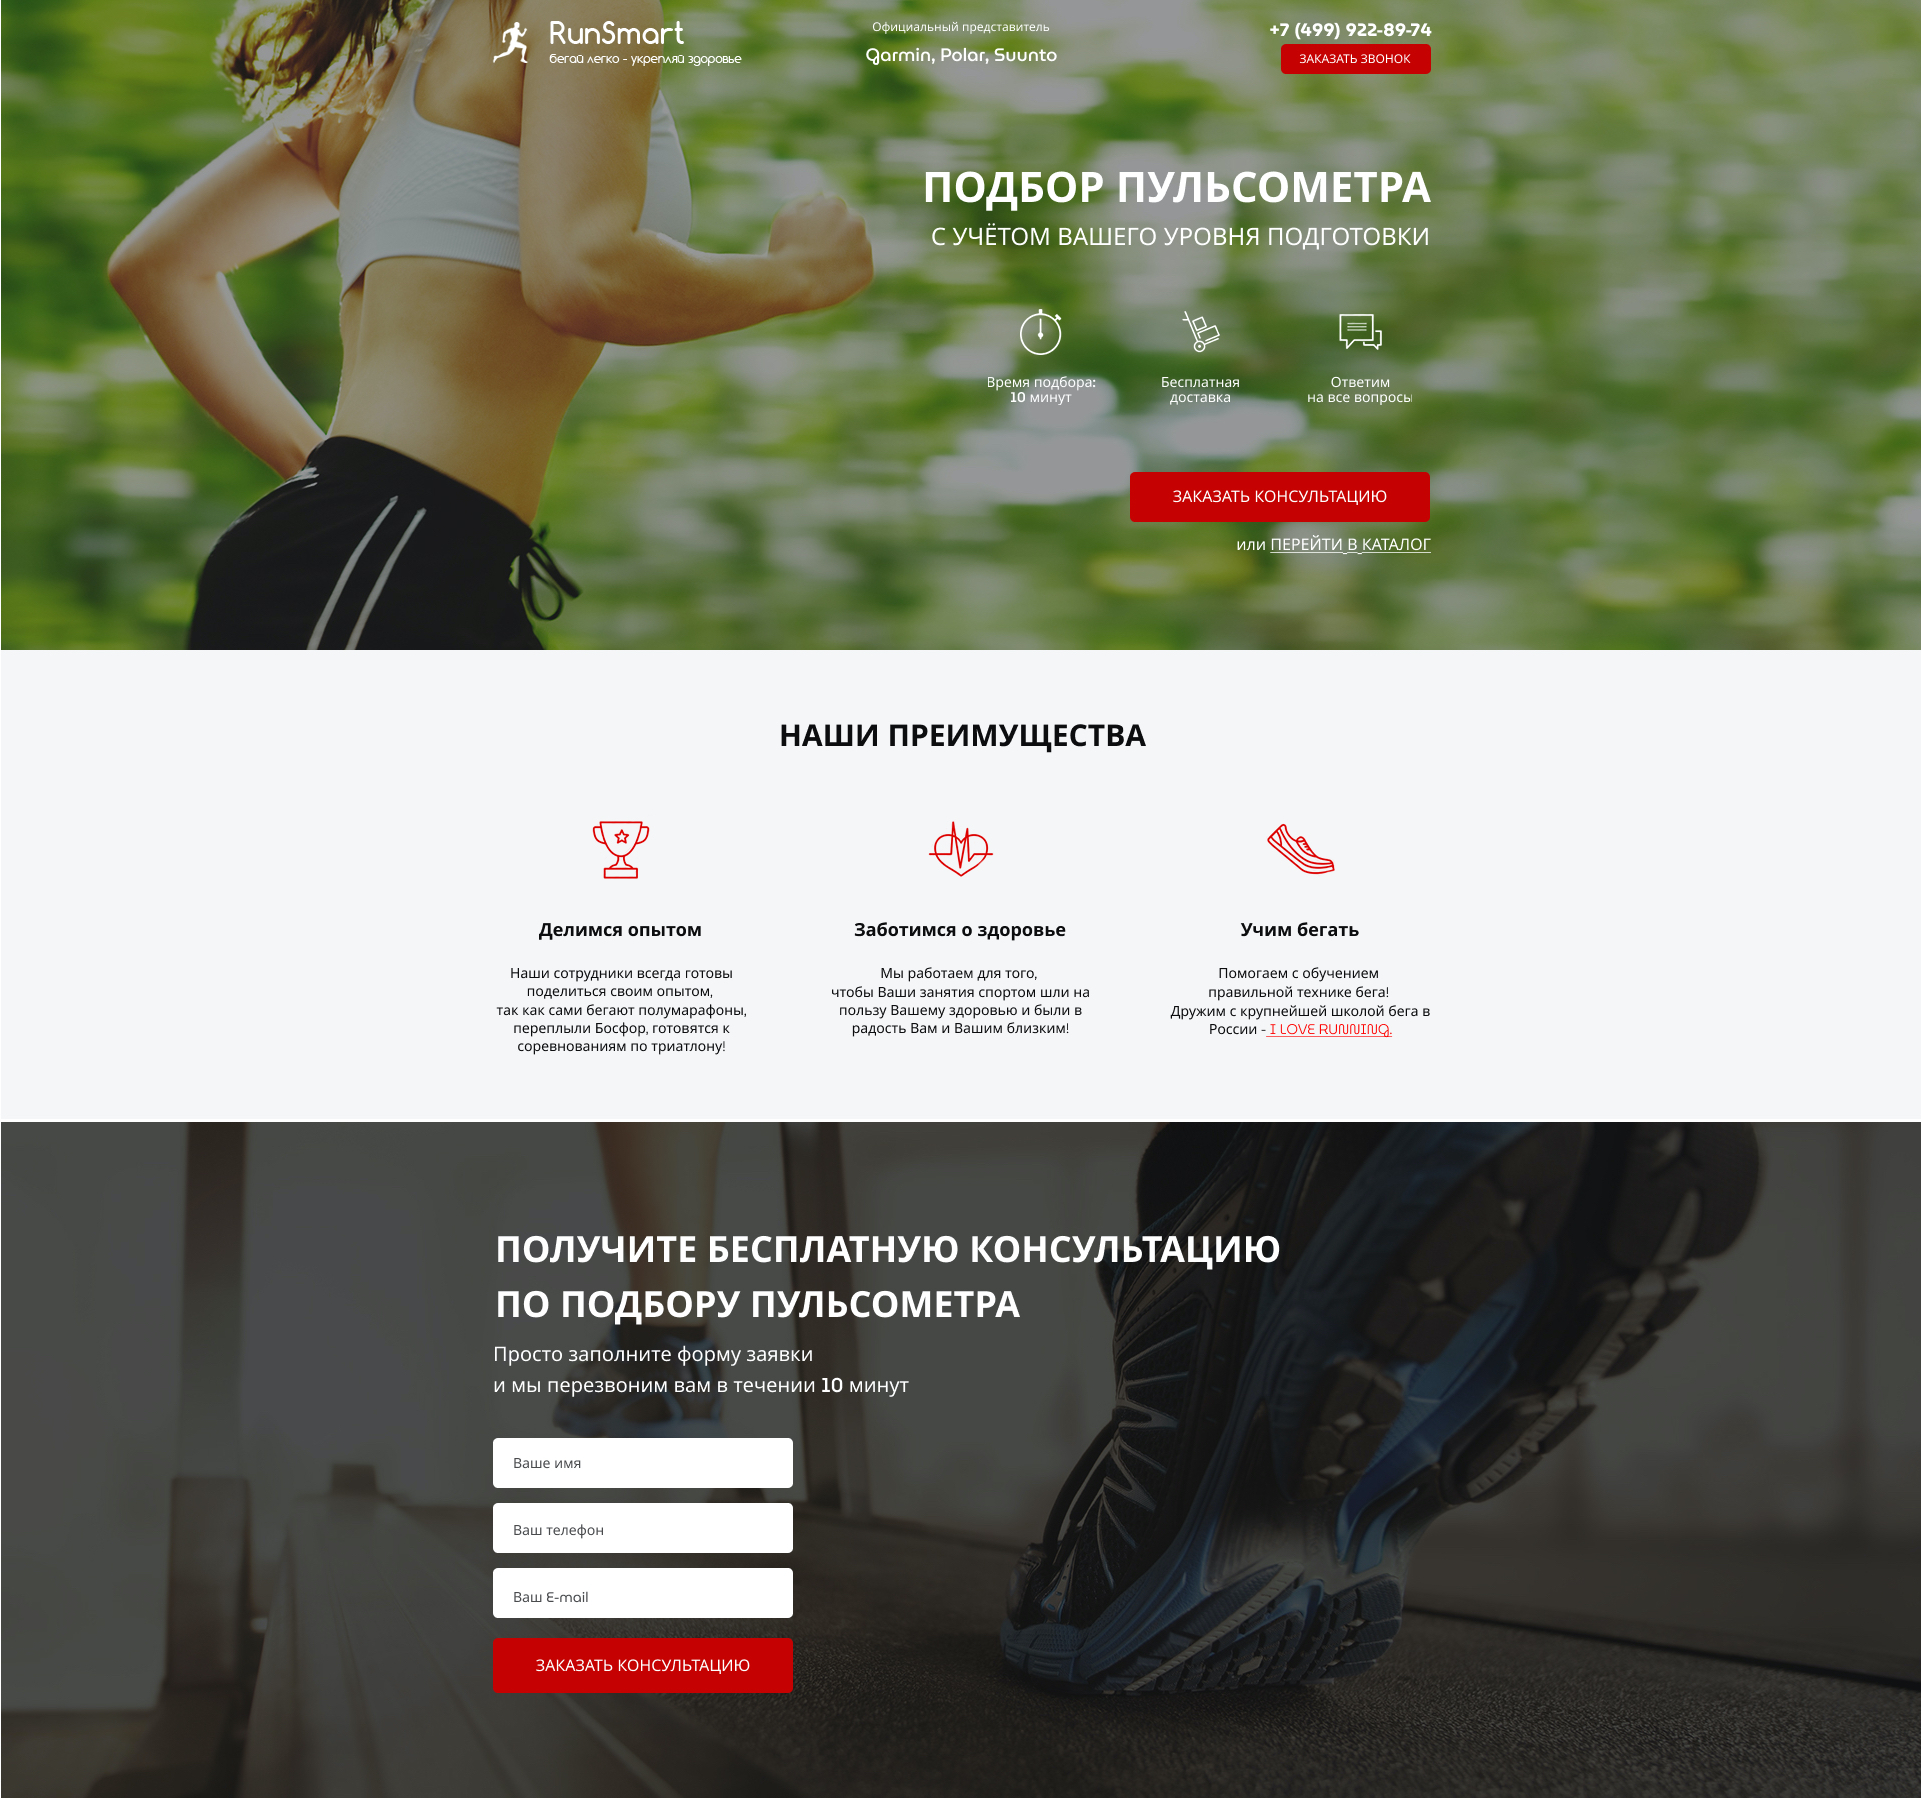 RunSmart
бегай легко - укрепляй здоровье
Официальный представитель
Garmin, Polar, Suunto
+7 (499) 922-89-74
ЗАКАЗАТЬ ЗВОНОК
ПОДБОР ПУЛЬСОМЕТРА
С УЧЁТОМ ВАШЕГО УРОВНЯ ПОДГОТОВКИ
Время подбора:
10 минут
Бесплатная
доставка
Ответим
на все вопросы
ЗАКАЗАТЬ КОНСУЛЬТАЦИЮ
или ПЕРЕЙТИ В КАТАЛОГ
НАШИ ПРЕИМУЩЕСТВА
Делимся опытом
Наши сотрудники всегда готовы
поделиться своим опытом,
так как сами бегают полумарафоны,
переплыли Босфор, готовятся к
соревнованиям по триатлону!
Заботимся о здоровье
Мы работаем для того,
чтобы Ваши занятия спортом шли на
пользу Вашему здоровью и были в
радость Вам и Вашим близким!
Учим бегать
Помогаем с обучением
правильной технике бега!
Дружим с крупнейшей школой бега в
России - I LOVE RUNNING.
ПОЛУЧИТЕ БЕСПЛАТНУЮ КОНСУЛЬТАЦИЮ
ПО ПОДБОРУ ПУЛЬСОМЕТРА
Просто заполните форму заявки
и мы перезвоним вам в течении 10 минут
Ваше имя
Ваш телефон
Ваш E-mail
ЗАКАЗАТЬ КОНСУЛЬТАЦИЮ